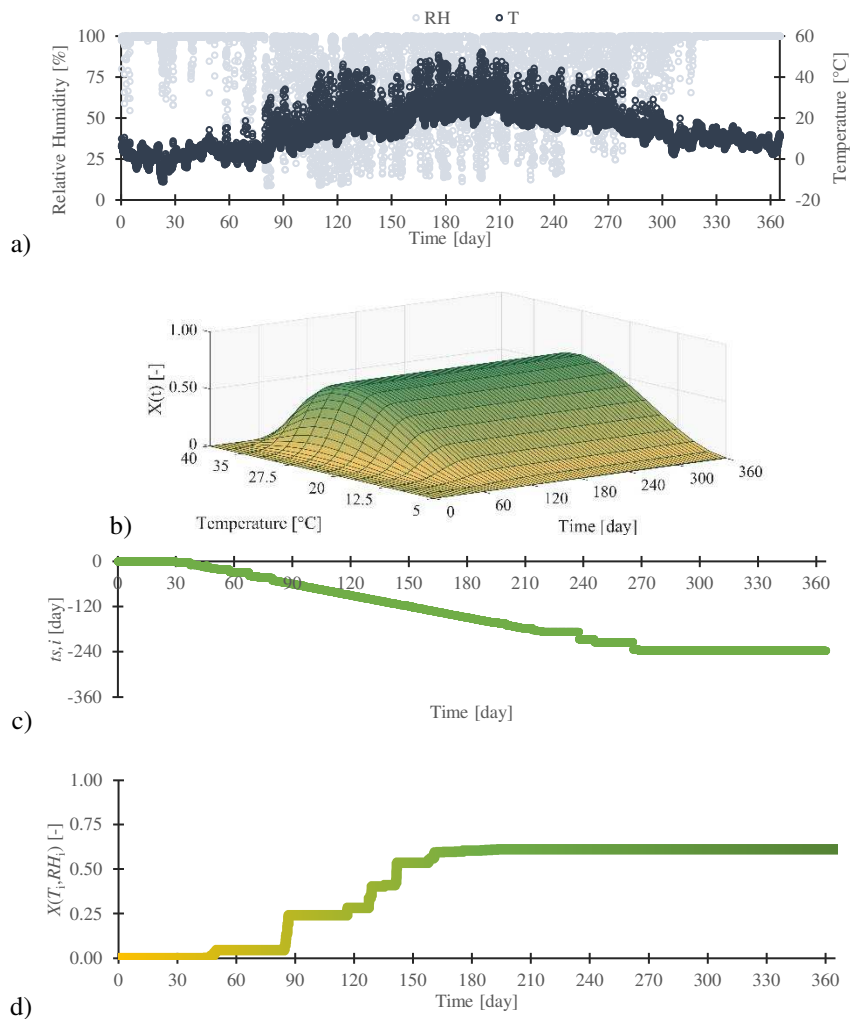 RH T
Relative Humidity [%]
100
75
50
25
0
60
40
20
0
-20
Temperature [°C]
0 30 60 90 120 150 180 210 240 270 300 330 360
Time [day]
a)
X(t) [-]
1.00
0.50
0
40
35
27.5
20
12.5
5
0
60
120
180
240
300
360
Temperature [°C]
Time [day]
b)
ts,i [day]
0
-120
-240
-360
0 30 60 90 120 150 180 210 240 270 300 330 360
Time [day]
c)
X(Ti,RHi) [-]
1.00
0.75
0.50
0.25
0.00
0 30 60 90 120 150 180 210 240 270 300 330 360
Time [day]
d)